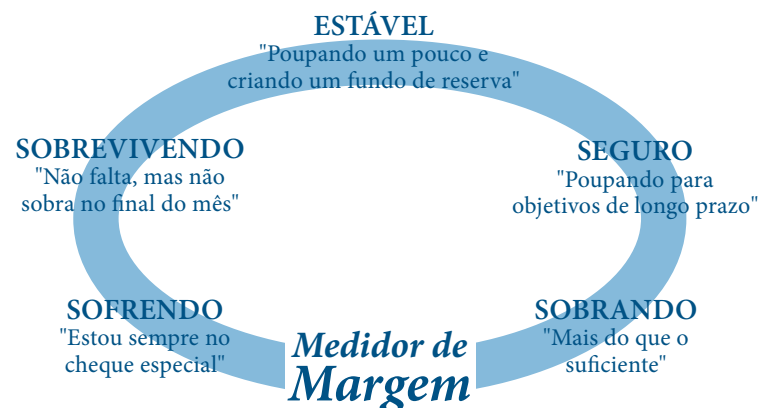 ESTÁVEL
"Poupando um pouco e
criando um fundo de reserva"
SOBREVIVENDO
"Não falta, mas não
sobra no final do mês"
SEGURO
"Poupando para
objetivos de longo prazo"
SOFRENDO
"Estou sempre no
cheque especial"
SOBRANDO
"Mais do que o
suficiente"
Medidor de
Margem